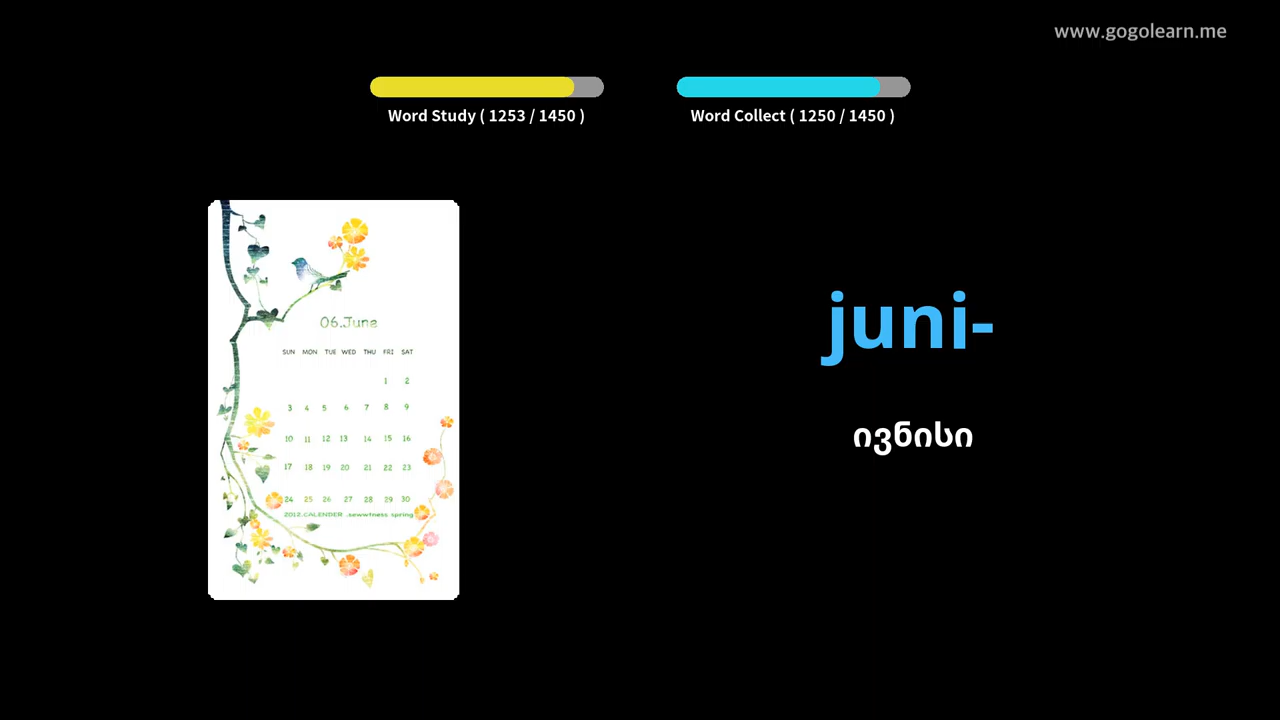 www.gogolearn.me
Word Study ( 1253 / 1450 )
Word Collect ( 1250 / 1450 )
06.June
SUN MON TUE WED THU FRI SAT
1 2
3 4 5 6 7 8 9
10 11 12 13 14 15 16
17 18 19 20 21 22 23
24 25 26 27 28 29 30
2012.CALENDER .sewwtness spring
juni-
ივნისი